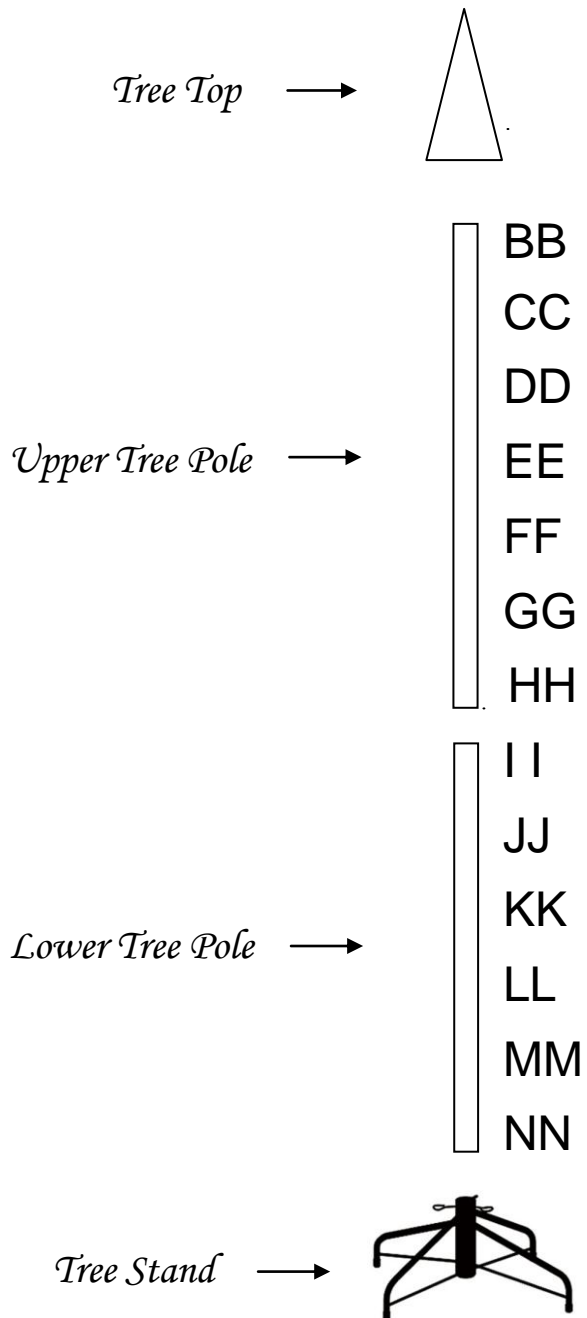 Tree Top
BB
CC
DD
Upper Tree Pole
EE
FF
GG
HH
I I
JJ
KK
Lower Tree Pole
LL
MM
NN
Tree Stand